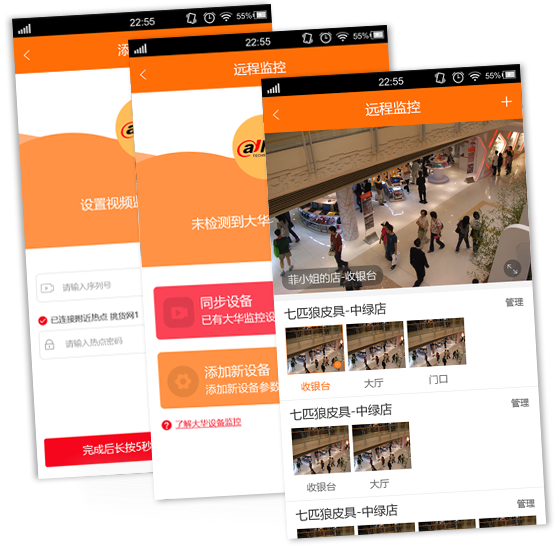 22:55
55%
添
设置视频监
请输入序列号
已连接附近热点 挑货网1
请输入热点密码
完成后长按5秒
22:55
55%
远程监控
alh
TECH
未检测到大华
同步设备
已有大华监控设
添加新设备
添加新设备参数
了解大华设备监控
22:55
55%
远程监控
菲小姐的店-收银台
七匹狼皮具-中绿店
管理
收银台
大厅
门口
七匹狼皮具-中绿店
管理
收银台
大厅
七匹狼皮具-中绿店
管理